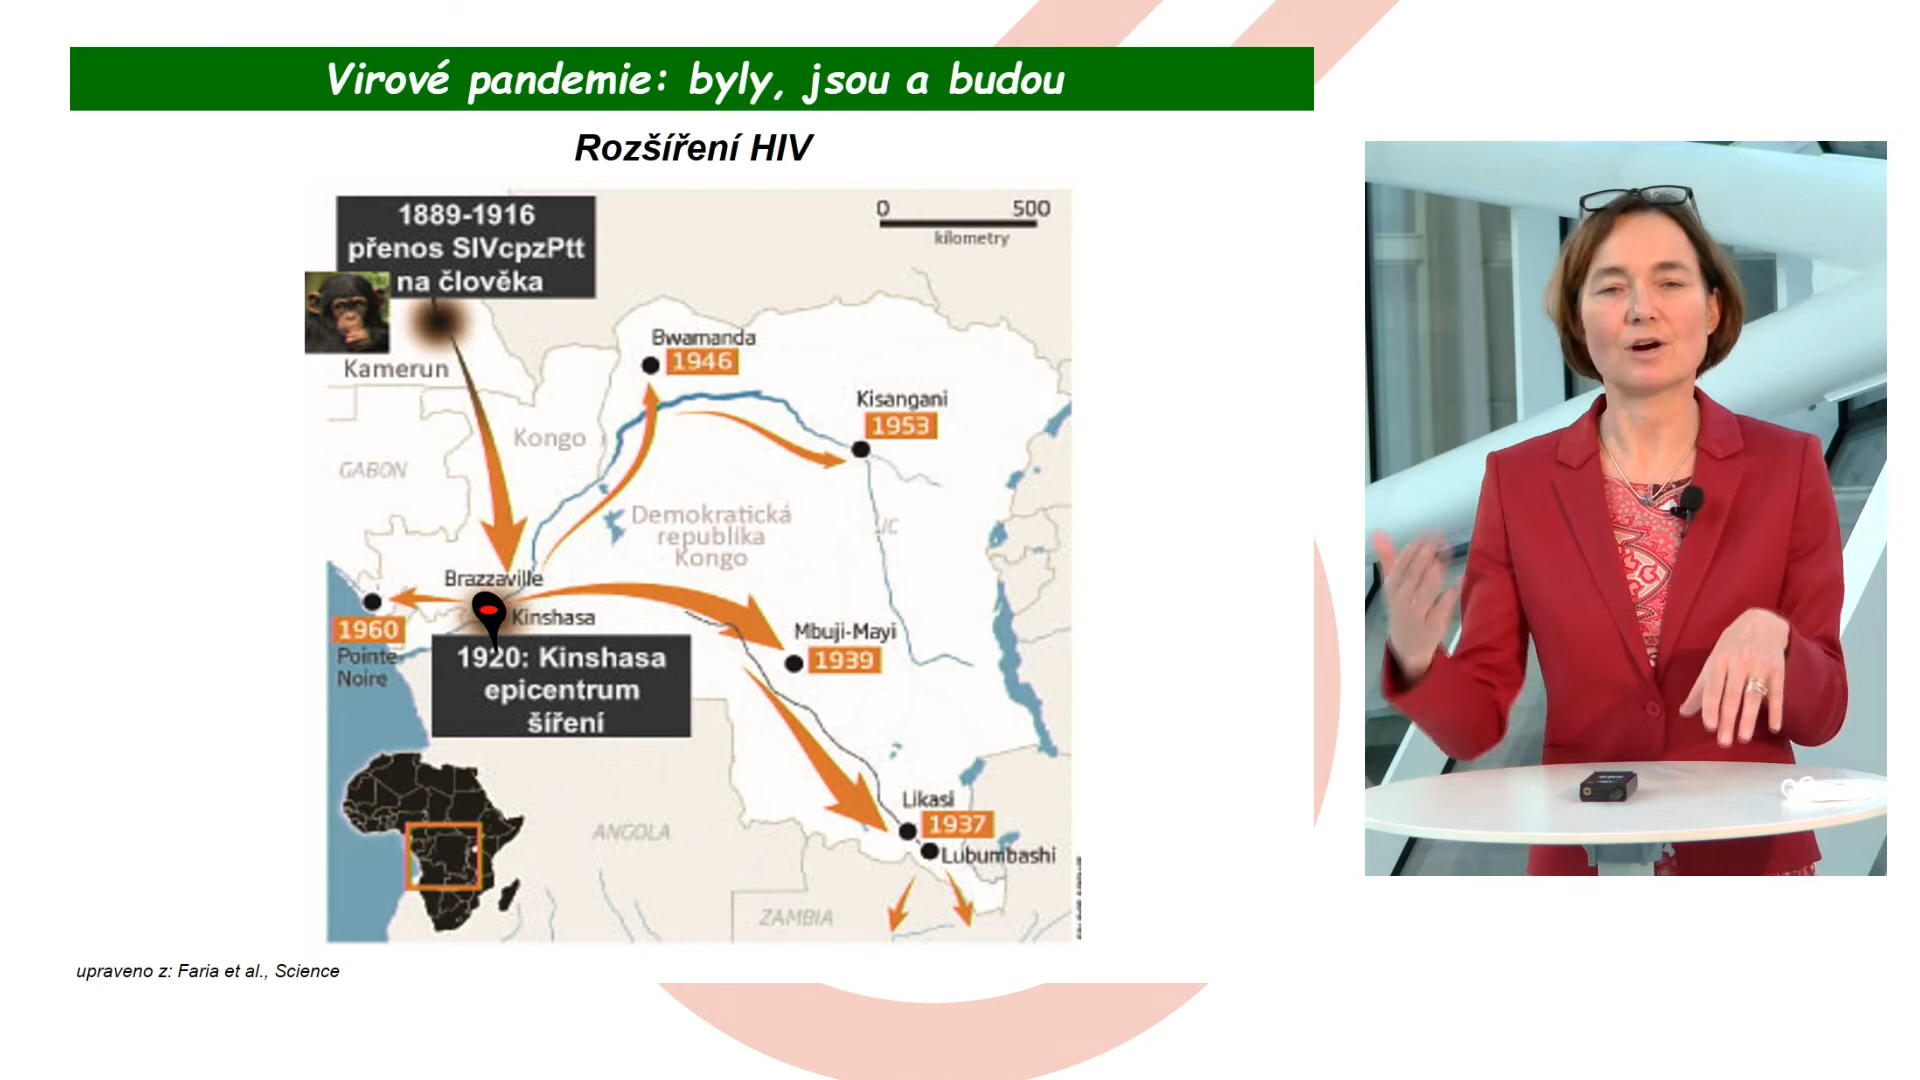 Virové pandemie: byly, jsou a budou
Rozšíření HIV
1889-1916
přenos SIVcpzPtt
na člověka
0 500
kilometry
Kamerun
Bwamanda
1946
Kisangani
1953
Kongo
GABON
Demokratická
republika
Kongo
Brazzaville
Kinshasa
1960
Pointe
Noire
1920: Kinshasa
epicentrum
šíření
Mbuji-Mayi
1939
Likasi
1937
Lubumbashi
ANGOLA
ZAMBIA
upraveno z: Faria et al., Science